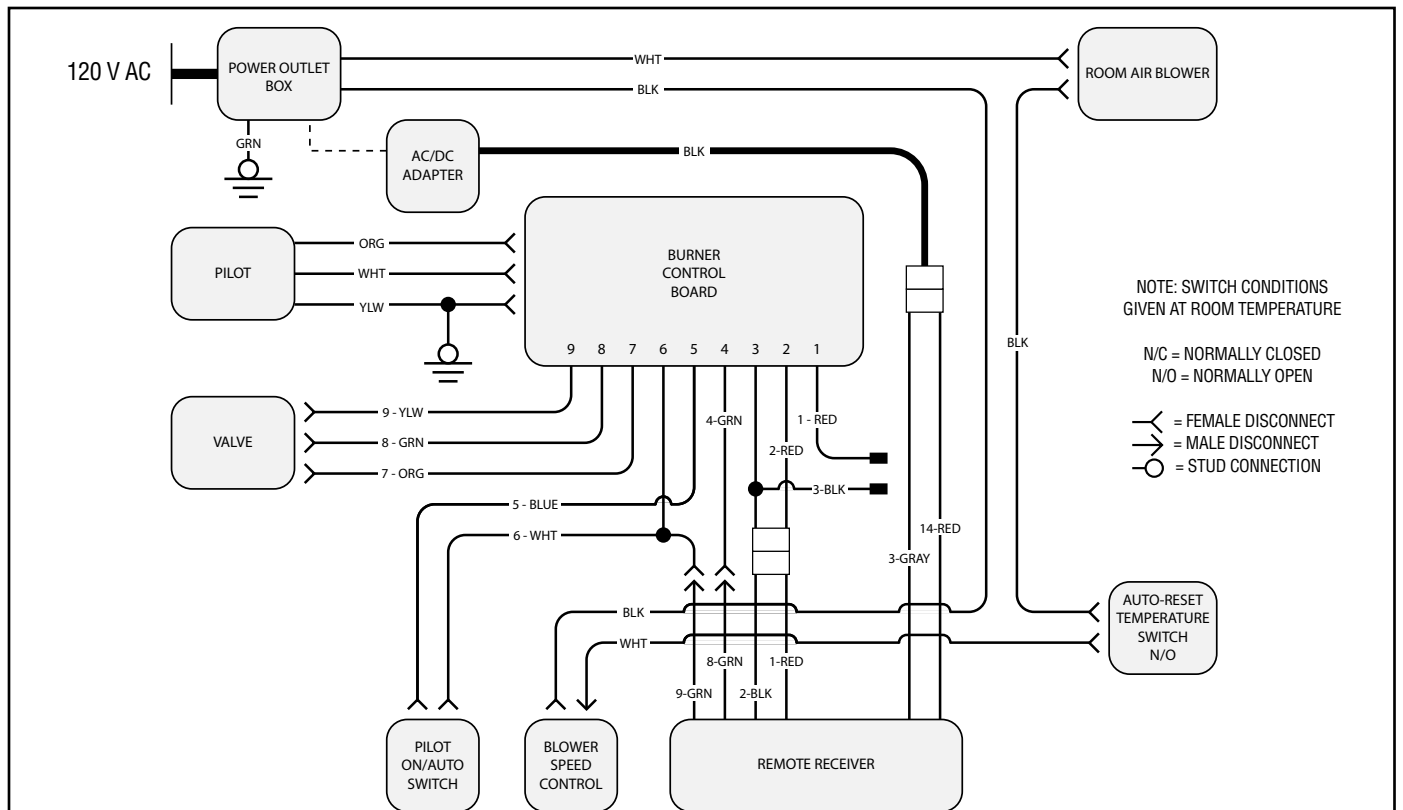 120 V AC
POWER OUTLET
BOX
WHT
BLK
ROOM AIR BLOWER
GRN
AC/DC
ADAPTER
BLK
PILOT
ORG
WHT
YLW
BURNER
CONTROL
BOARD
9 8 7 6 5 4 3 2 1
NOTE: SWITCH CONDITIONS
GIVEN AT ROOM TEMPERATURE
N/C = NORMALLY CLOSED
N/O = NORMALLY OPEN
= FEMALE DISCONNECT
= MALE DISCONNECT
= STUD CONNECTION
BLK
VALVE
9 - YLW
8 - GRN
7 - ORG
4-GRN
1 - RED
2-RED
3-BLK
5 - BLUE
6 - WHT
14-RED
3-GRAY
BLK
WHT
AUTO-RESET
TEMPERATURE
SWITCH
N/O
8-GRN
1-RED
9-GRN
2-BLK
PILOT
ON/AUTO
SWITCH
BLOWER
SPEED
CONTROL
REMOTE RECEIVER